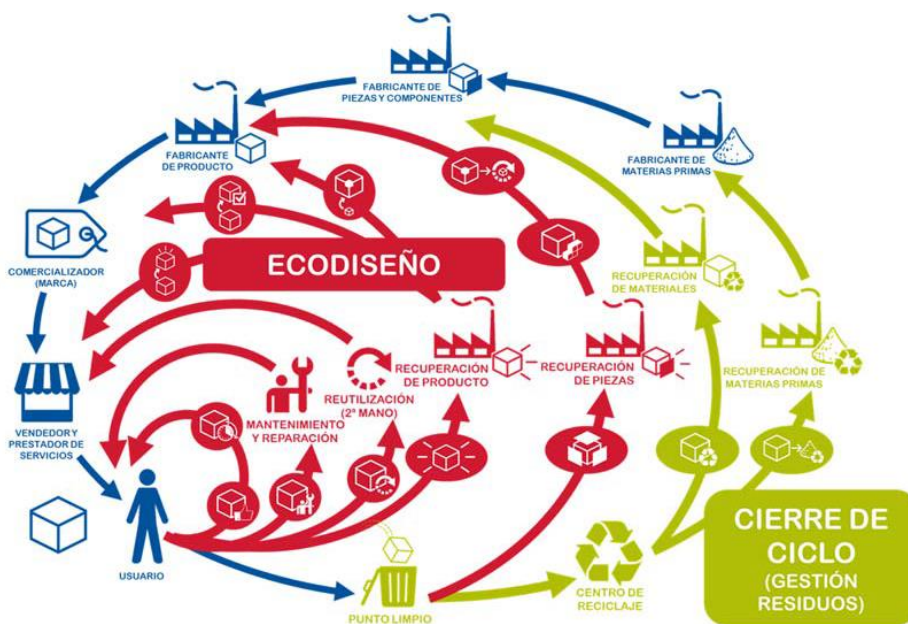 FABRICANTE DE
PIEZAS Y COMPONENTES
FABRICANTE
DE PRODUCTO
FABRICANTE DE
MATERIAS PRIMAS
COMERCIALIZADOR
(MARCA)
ECODISEÑO
RECUPERACIÓN
DE MATERIALES
RECUPERACIÓN
DE PRODUCTO
RECUPERACIÓN
DE PIEZAS
RECUPERACIÓN DE
MATERIAS PRIMAS
REUTILIZACIÓN
(2ª MANO)
MANTENIMIENTO
Y REPARACIÓN
VENDEDOR Y
PRESTADOR DE
SERVICIOS
USUARIO
PUNTO LIMPIO
CENTRO DE
RECICLAJE
CIERRE DE
CICLO
(GESTIÓN
RESIDUOS)